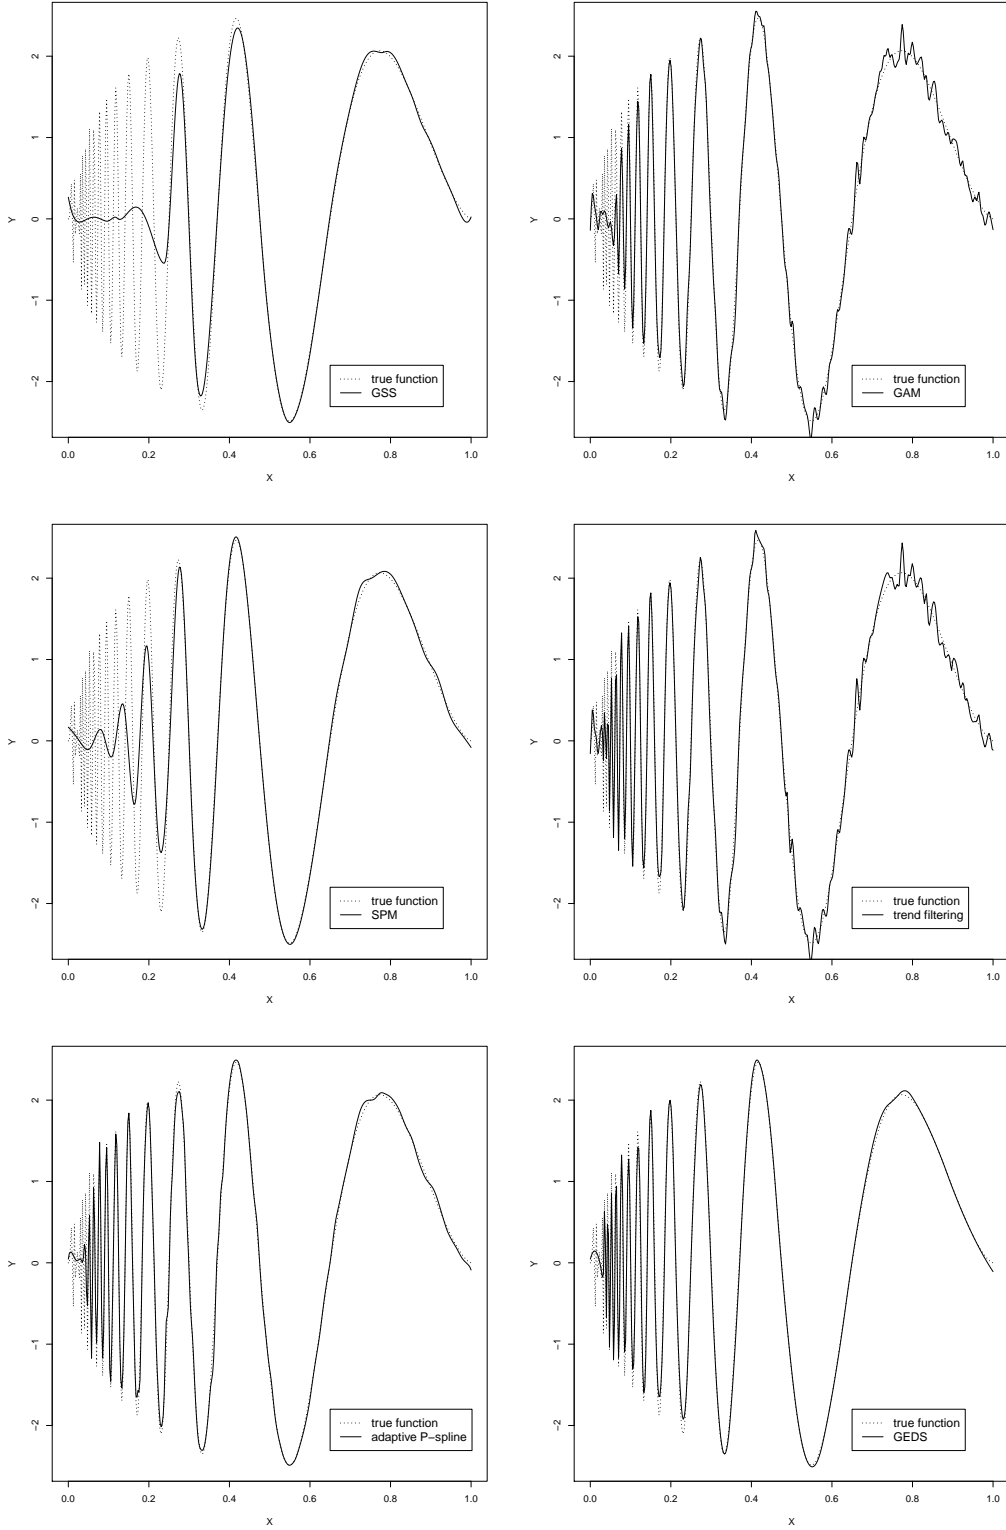 2
1
0
−1
−2
Y
true function
GSS
0.0 0.2 0.4 0.6 0.8 1.0
X
2
1
0
−1
−2
Y
true function
GAM
0.0 0.2 0.4 0.6 0.8 1.0
X
2
1
0
−1
−2
Y
true function
SPM
0.0 0.2 0.4 0.6 0.8 1.0
X
2
1
0
−1
−2
Y
true function
trend filtering
0.0 0.2 0.4 0.6 0.8 1.0
X
2
1
0
−1
−2
Y
true function
adaptive P−spline
0.0 0.2 0.4 0.6 0.8 1.0
X
2
1
0
−1
−2
Y
true function
GEDS
0.0 0.2 0.4 0.6 0.8 1.0
X